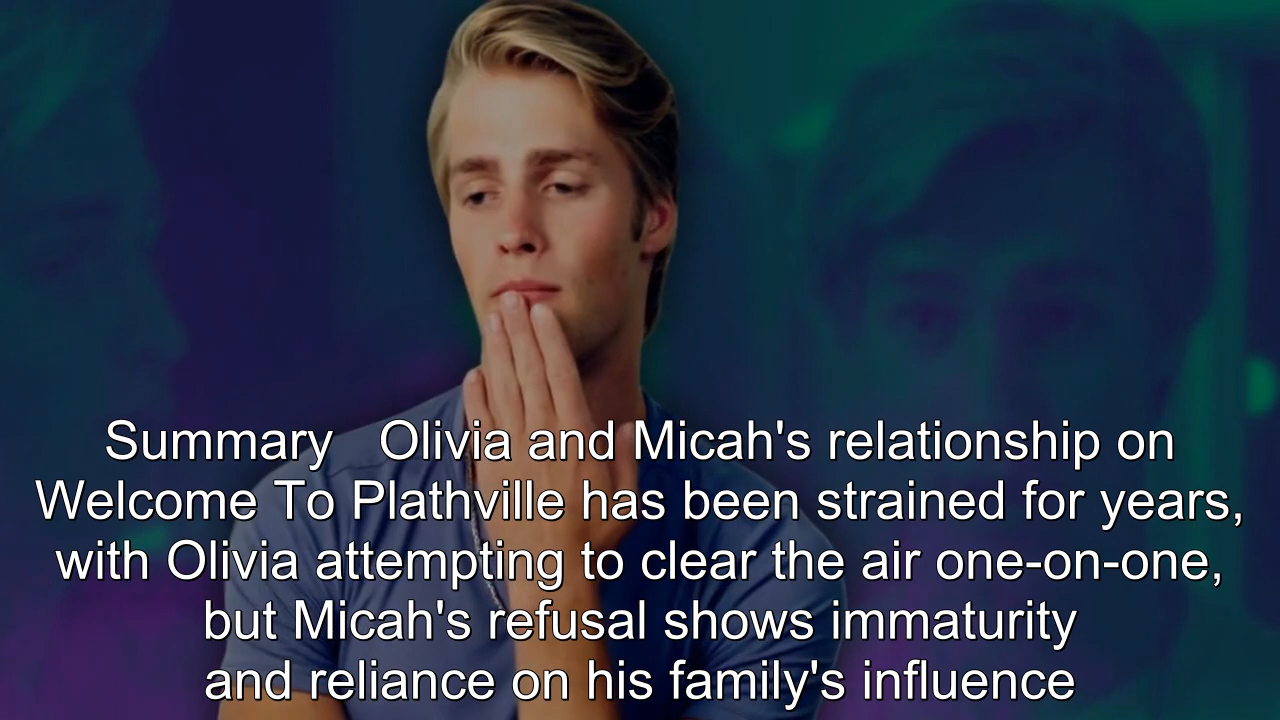 Summary   Olivia and Micah's relationship on
Welcome To Plathville has been strained for years,
with Olivia attempting to clear the air one-on-one,
but Micah's refusal shows immaturity
and reliance on his family's influence